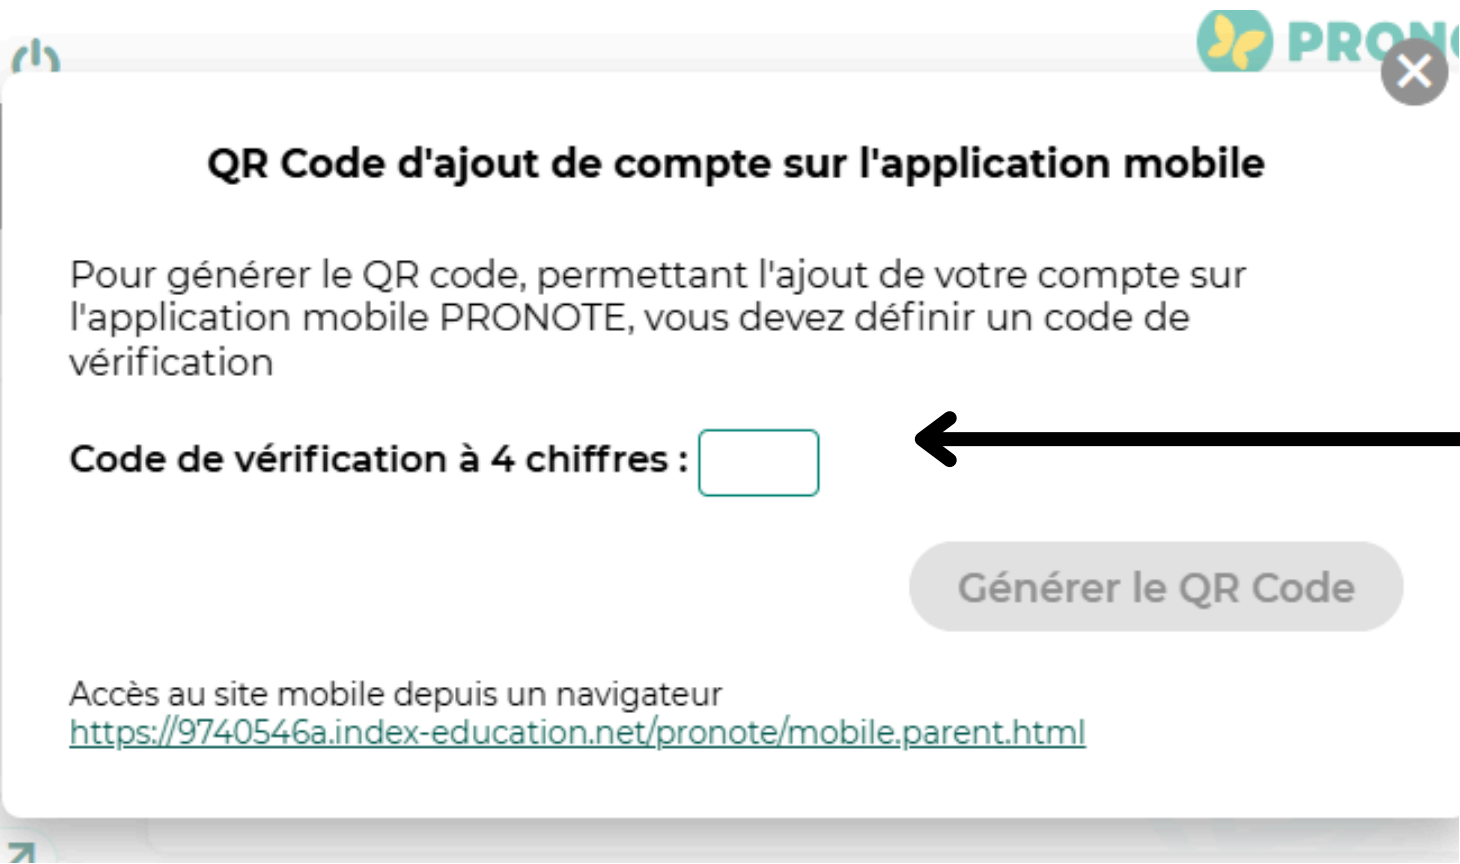 PRONO
QR Code d'ajout de compte sur l'application mobile
Pour générer le QR code, permettant l'ajout de votre compte sur
l'application mobile PRONOTE, vous devez définir un code de
vérification
Code de vérification à 4 chiffres :
Générer le QR Code
Accès au site mobile depuis un navigateur
https://9740546a.index-education.net/pronote/mobile.parent.html